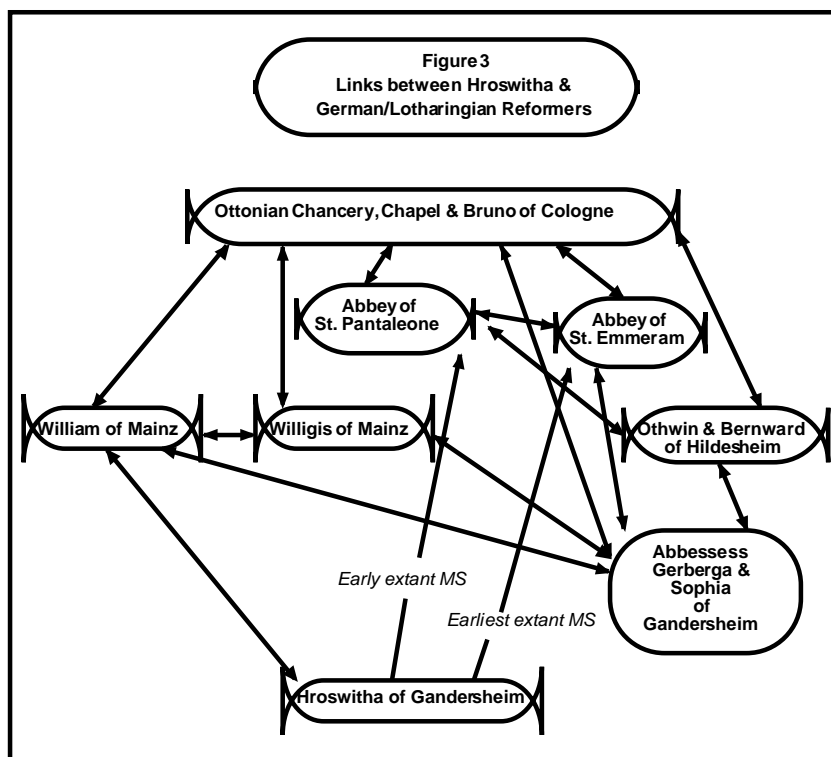 Figure 3
Links between Hroswitha &
German/Lotharingian Reformers
Ottonian Chancery, Chapel & Bruno of Cologne
Abbey of
St. Pantaleone
Abbey of
St. Emmeram
William of Mainz
Willigis of Mainz
Othwin & Bernward
of Hildesheim
Abbessess
Gerberga &
Sophia
of
Gandersheim
Early extant MS
Earliest extant MS
Hroswitha of Gandersheim